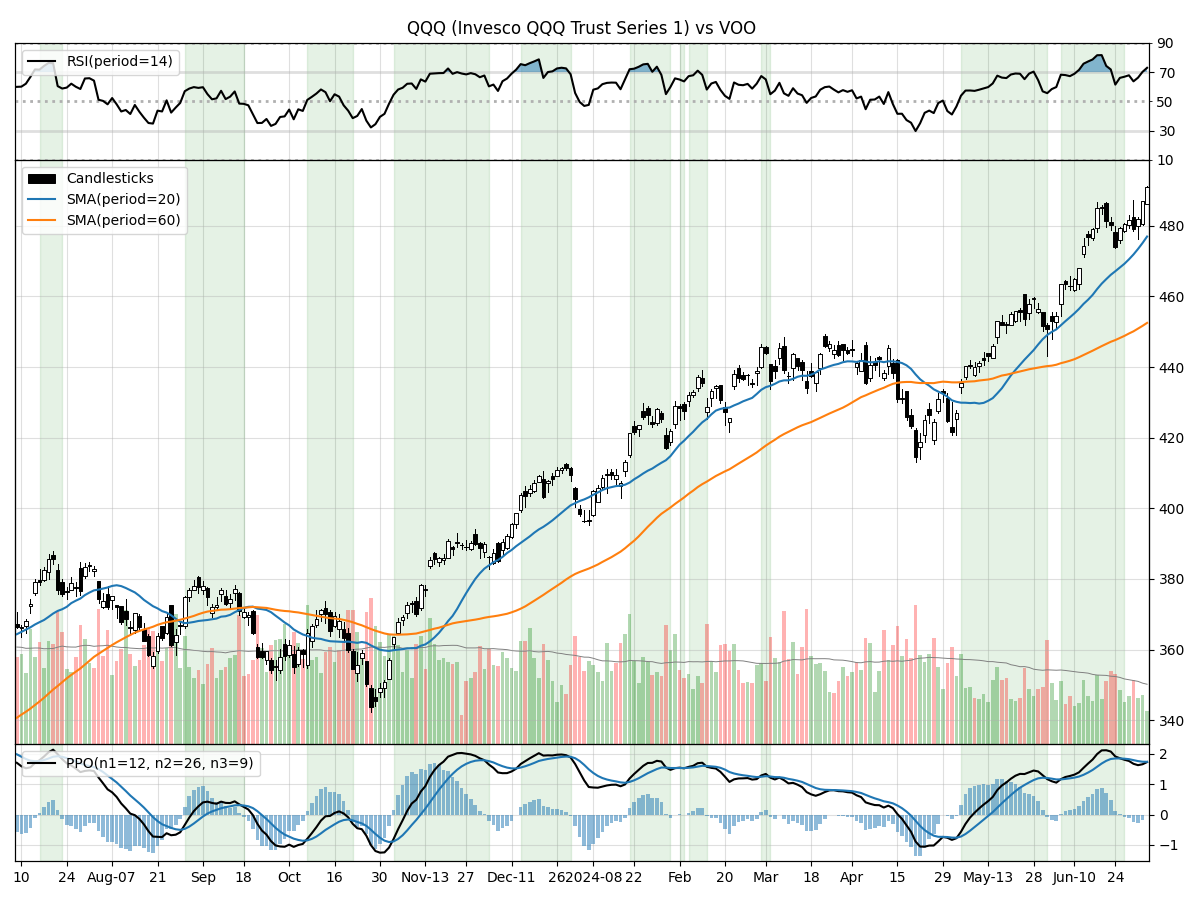 QQQ (Invesco QQQ Trust Series 1) vs VOO
RSI(period=14)
90
70
50
30
10
Candlesticks
SMA(period=20)
SMA(period=60)
480
460
440
420
400
380
360
340
PPO(n1=12, n2=26, n3=9)
2
1
0
−1
10 24 Aug-07 21 Sep 18 Oct 16 30 Nov-13 27 Dec-11 26 2024-08 22 Feb 20 Mar 18 Apr 15 29 May-13 28 Jun-10 24